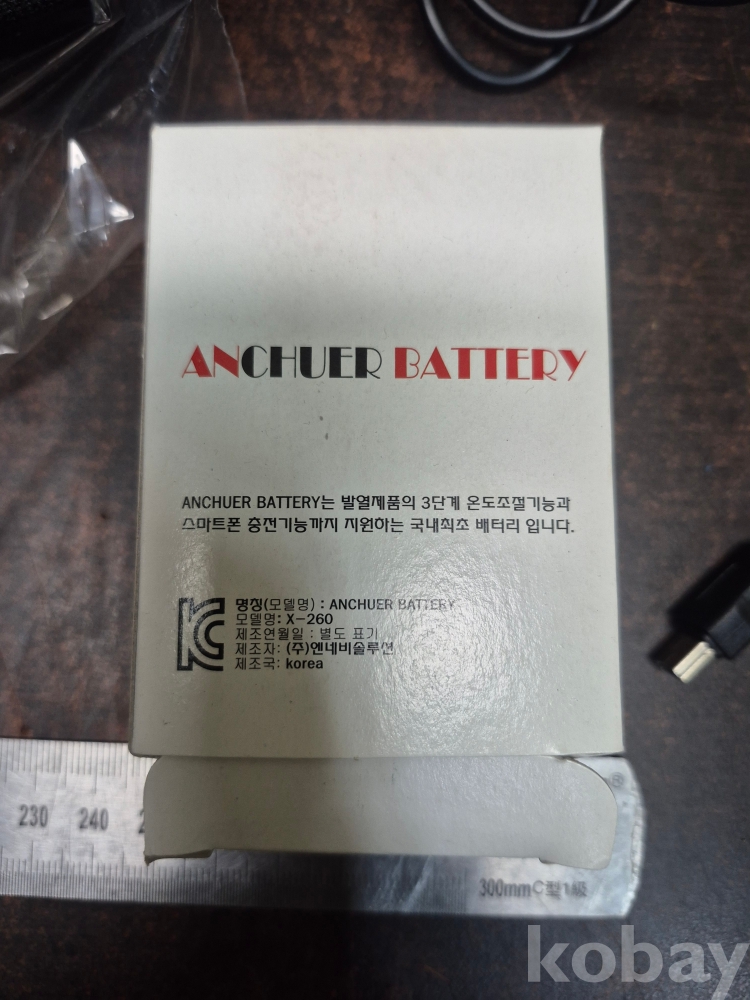 ANCHUER BATTERY
ANCHUER BATTERY는 발열제품의 3단계 온도조절기능과
스마트폰 충전기능까지 지원하는 국내최초 배터리 입니다.
명칭(모델명) : ANCHUER BATTERY
모델명: X-260
제조연월일 : 별도 표기
제조자: (주)엔네비솔루션
제조국: korea
230 240
300mm C型1級
kobay